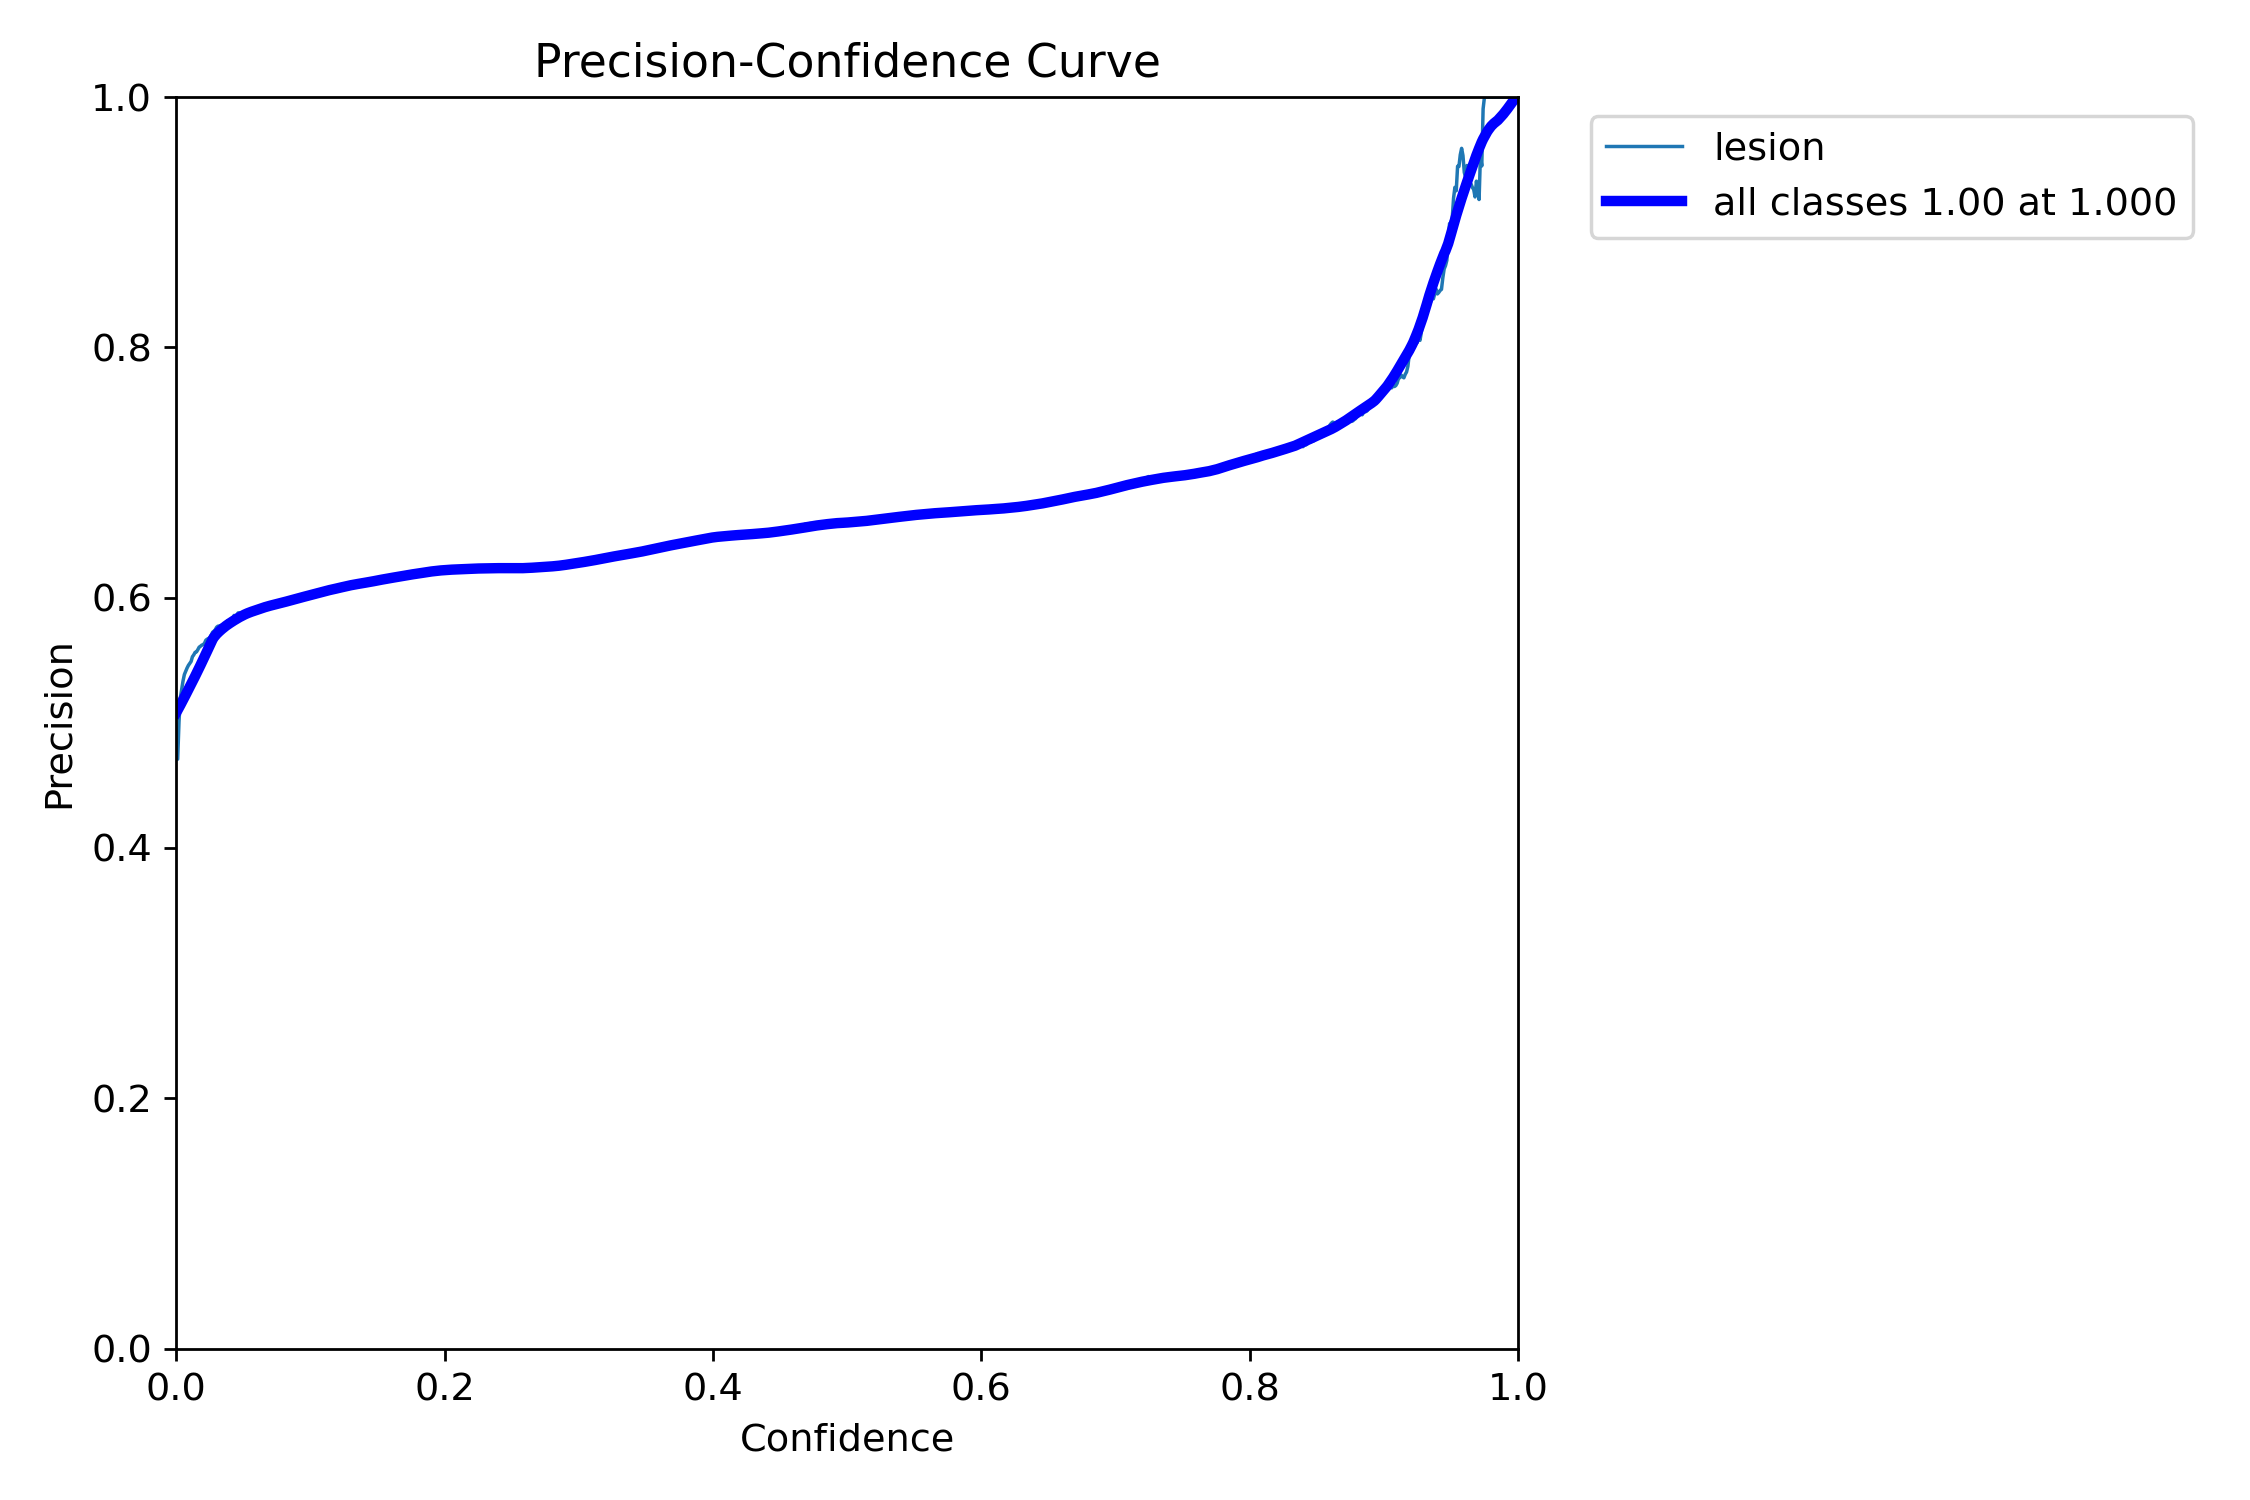 Precision-Confidence Curve
lesion
all classes 1.00 at 1.000
Precision
1.0
0.8
0.6
0.4
0.2
0.0
0.0 0.2 0.4 0.6 0.8 1.0
Confidence